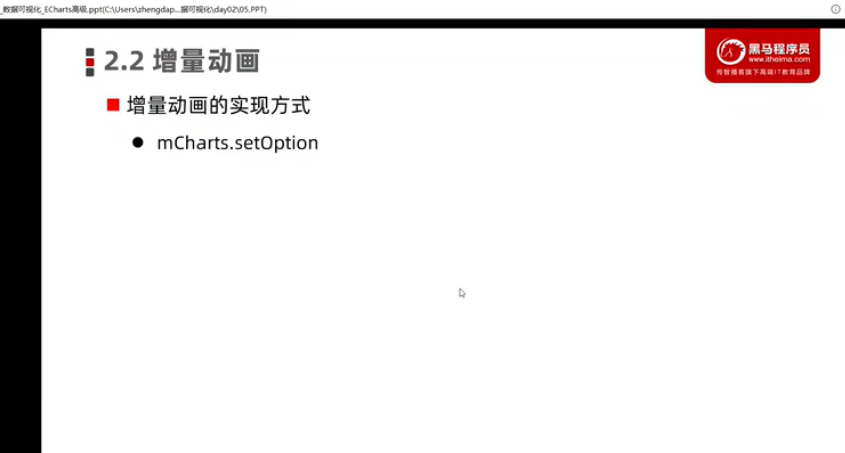 _数据可视化_ECharts高级.ppt(C:\Users\zhengdap...据可视化\day02\05.PPT)
2.2 增量动画
黑马程序员
www.itheima.com
传智播客旗下高端IT教育品牌
增量动画的实现方式
mCharts.setOption